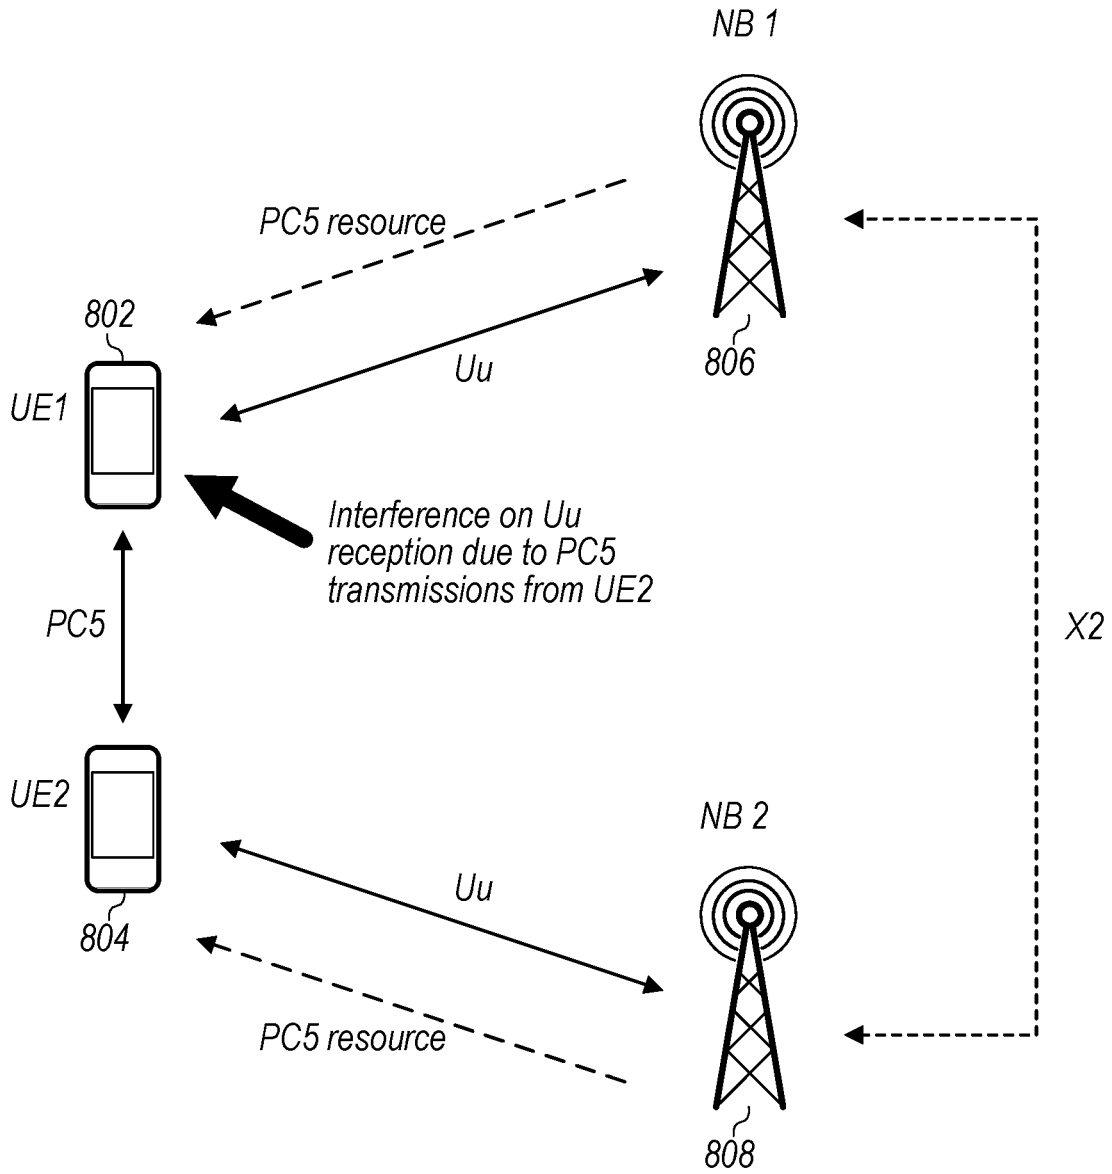 NB 1
PC5 resource
802
806
Uu
UE1
Interference on Uu
reception due to PC5
transmissions from UE2
PC5
X2
UE2
NB 2
Uu
804
PC5 resource
808